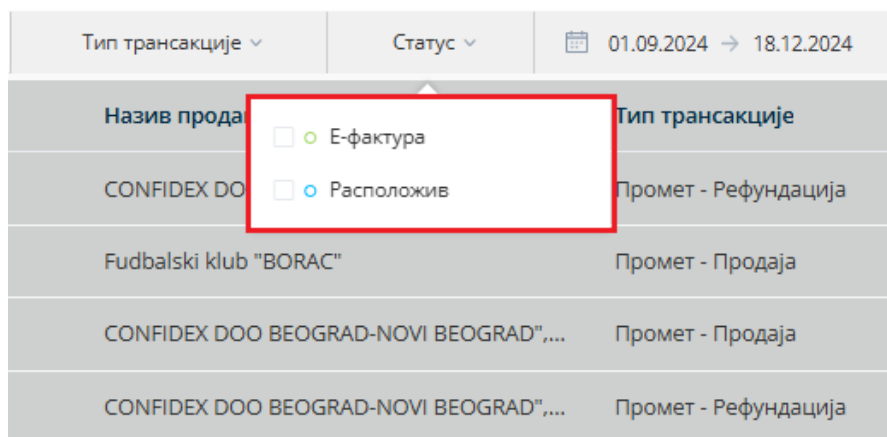 Тип трансакције Статус 01.09.2024 → 18.12.2024
Назив прода Тип трансакције
Е-фактура
CONFIDEX DO Промет - Рефундација
Расположив
Fudbalski klub "BORAC" Промет - Продаја
CONFIDEX DOO BEOGRAD-NOVI BEOGRAD",... Промет - Продаја
CONFIDEX DOO BEOGRAD-NOVI BEOGRAD",... Промет - Рефундација